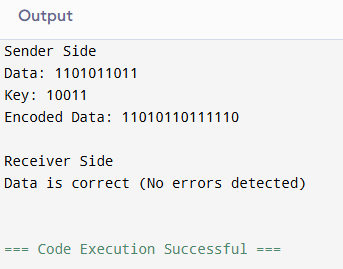 Output
Sender Side
Data: 1101011011
Key: 10011
Encoded Data: 11010110111110
Receiver Side
Data is correct (No errors detected)
=== Code Execution Successful ===